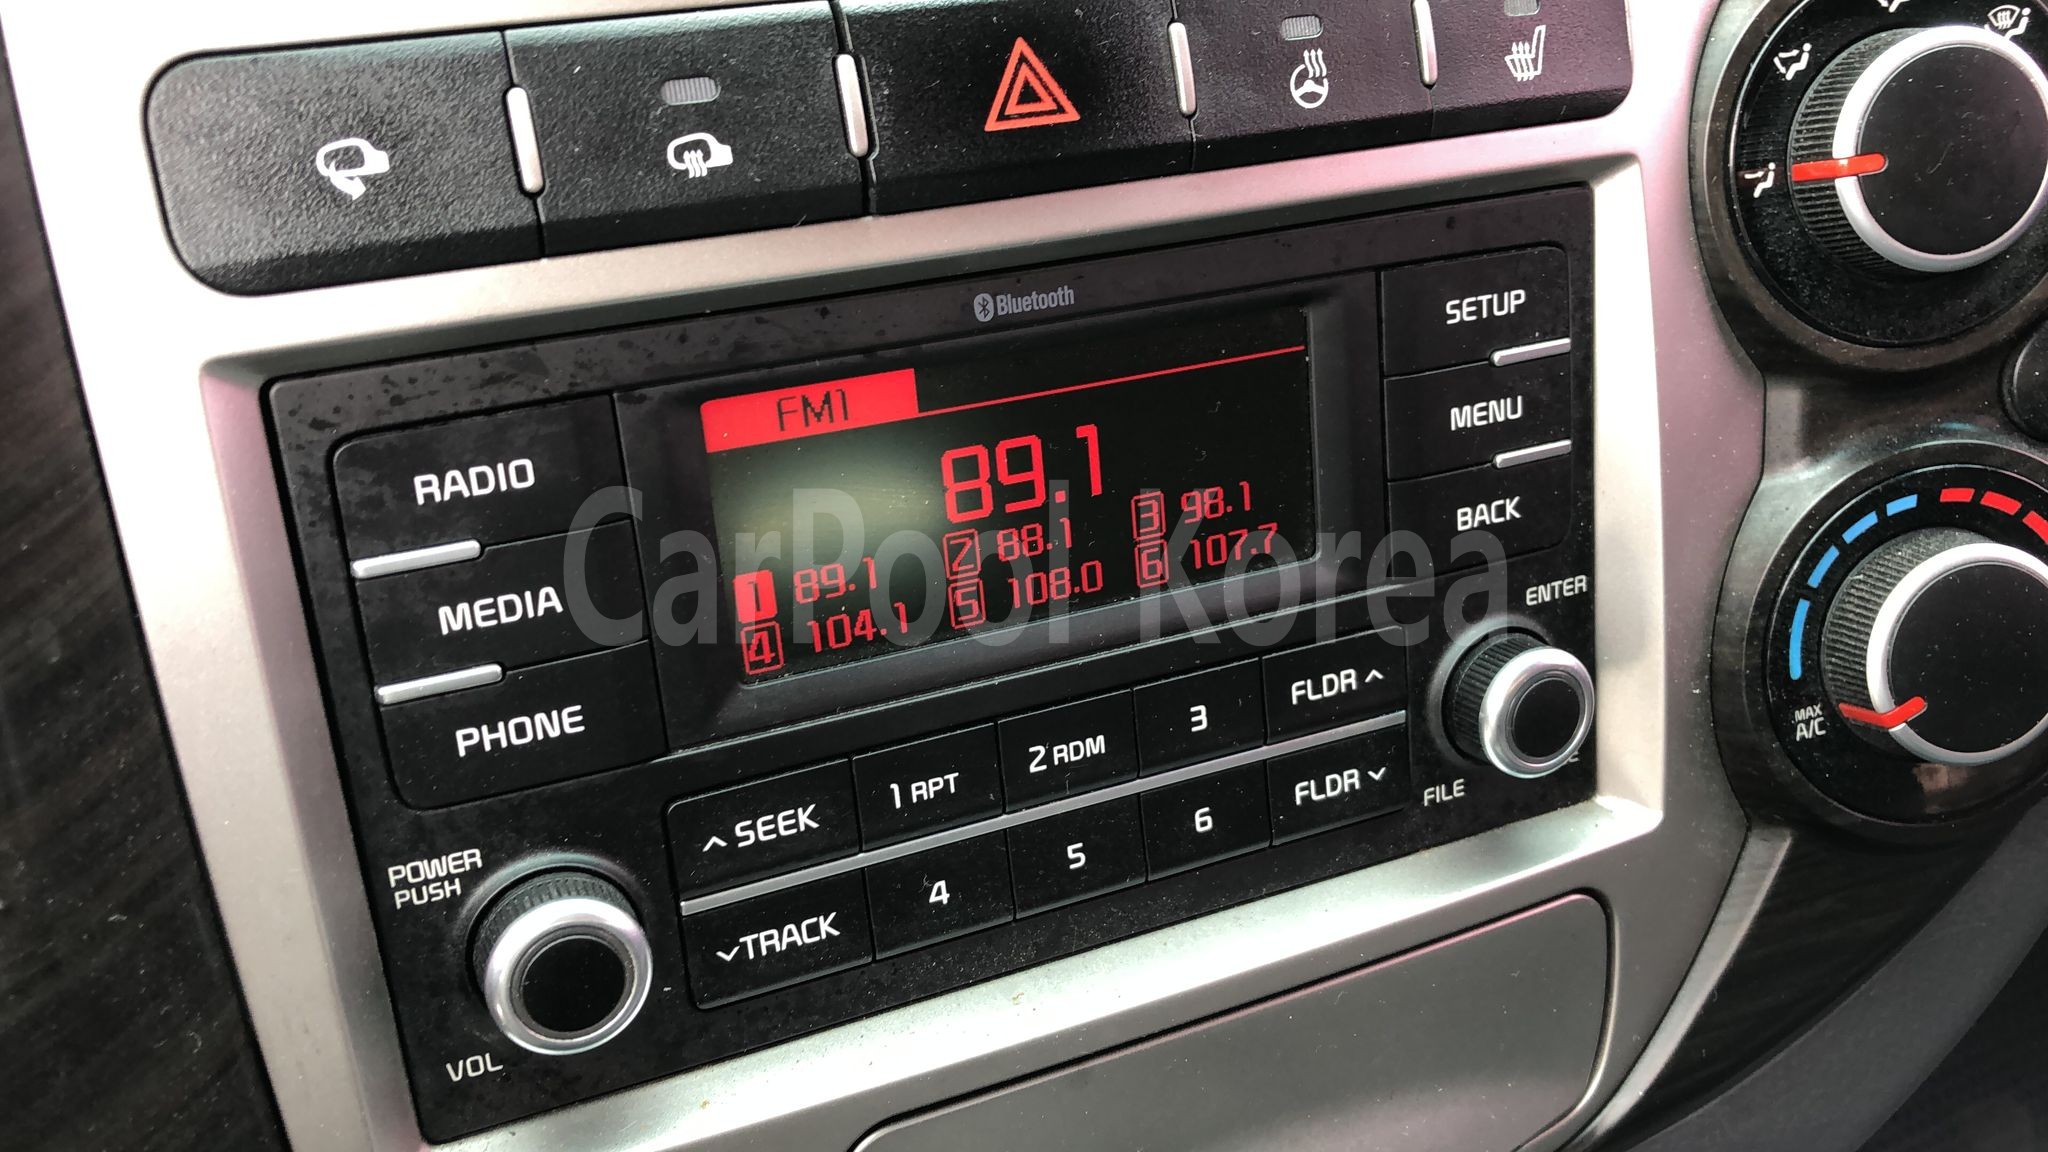 Bluetooth
SETUP
MENU
BACK
ENTER
FILE
RADIO
MEDIA
PHONE
FM1
89.1
1 89.1 2 88.1 3 98.1
4 104.1 5 108.0 6 107.7
CarPool Korea
^ SEEK 1 RPT 2 RDM 3 FLDR ^
˅ TRACK 4 5 6 FLDR ˅
POWER
PUSH
VOL
MAX
A/C